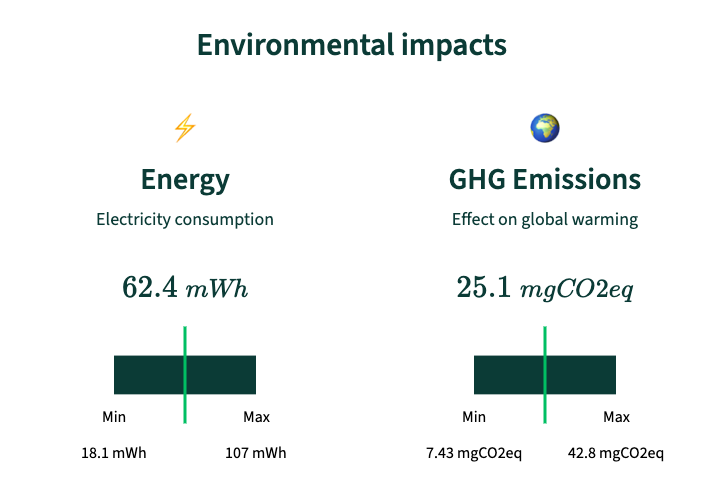 Environmental impacts
Energy
Electricity consumption
62.4 mWh
Min
Max
18.1 mWh
107 mWh
GHG Emissions
Effect on global warming
25.1 mgCO2eq
Min
Max
7.43 mgCO2eq
42.8 mgCO2eq